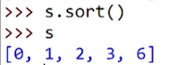 >>> s.sort()
>>> s
[0, 1, 2, 3, 6]